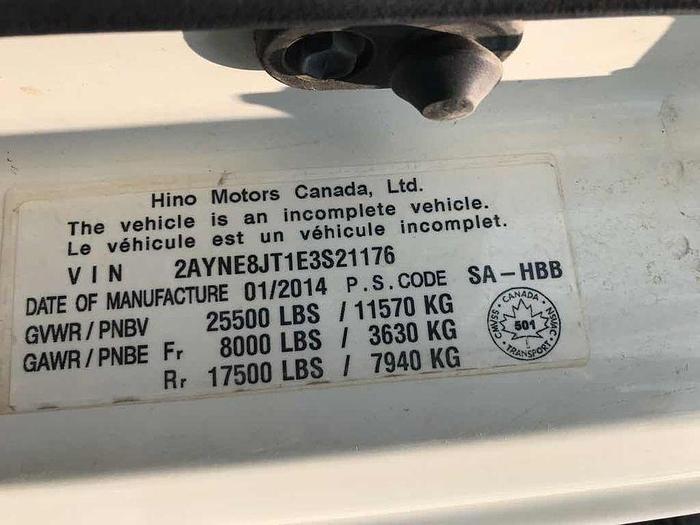 Hino Motors Canada, Ltd.
The vehicle is an incomplete vehicle.
Le véhicule est un véhicule incomplet.
VIN 2AYNE8JT1E3S21176
DATE OF MANUFACTURE 01/2014 P.S.CODE SA-HBB
GVWR/PNBV 25500 LBS / 11570 KG
GAWR/PNBE Fr 8000 LBS / 3630 KG
Rr 17500 LBS / 7940 KG
CANADA
CMVSS
501
NSVAC
TRANSPORT